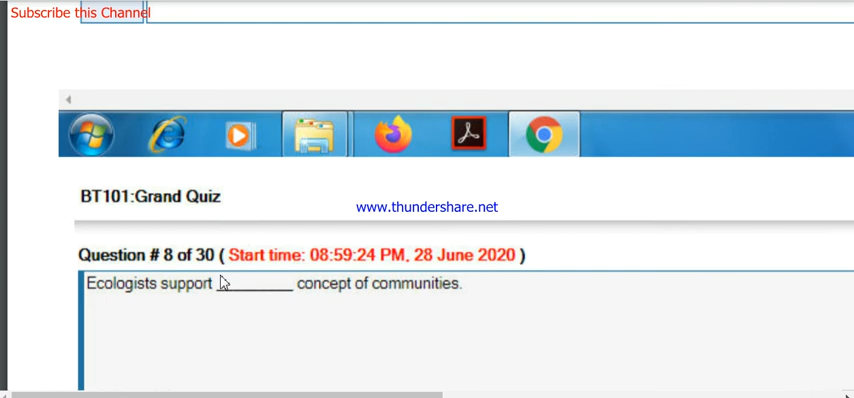 Subscribe this Channel
BT101:Grand Quiz
www.thundershare.net
Question # 8 of 30 ( Start time: 08:59:24 PM, 28 June 2020 )
Ecologists support _________ concept of communities.